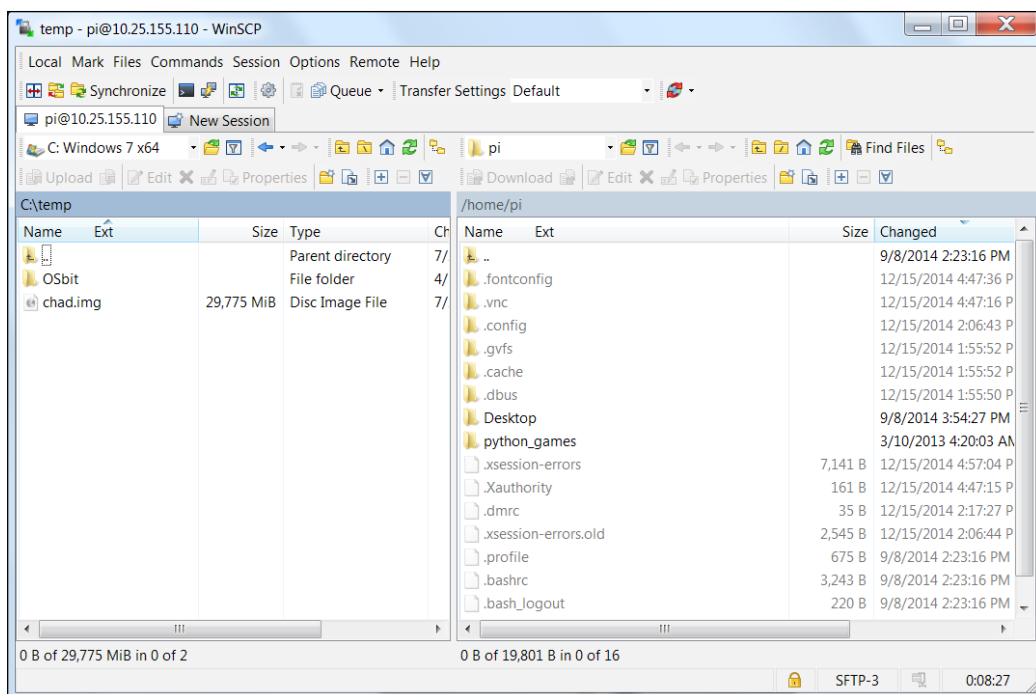 temp - pi@10.25.155.110 - WinSCP
Local Mark Files Commands Session Options Remote Help
Synchronize Queue Transfer Settings Default
pi@10.25.155.110 New Session
C: Windows 7 x64 pi Find Files
Upload Edit Properties Download Edit Properties
C:\temp /home/pi
Name Ext Size Type Ch Name Ext Size Changed
.. Parent directory 7/ .. 9/8/2014 2:23:16 PM
OSbit File folder 4/ .fontconfig 12/15/2014 4:47:36 P
chad.img 29,775 MiB Disc Image File 7/ .vnc 12/15/2014 4:47:16 P
.config 12/15/2014 2:06:43 P
.gvfs 12/15/2014 1:55:52 P
.cache 12/15/2014 1:55:52 P
.dbus 12/15/2014 1:55:50 P
Desktop 9/8/2014 3:54:27 PM
python_games 3/10/2013 4:20:03 AM
.xsession-errors 7,141 B 12/15/2014 4:57:04 P
.Xauthority 161 B 12/15/2014 4:47:15 P
.dmrc 35 B 12/15/2014 2:17:27 P
.xsession-errors.old 2,545 B 12/15/2014 2:06:44 P
.profile 675 B 9/8/2014 2:23:16 PM
.bashrc 3,243 B 9/8/2014 2:23:16 PM
.bash_logout 220 B 9/8/2014 2:23:16 PM
0 B of 29,775 MiB in 0 of 2 0 B of 19,801 B in 0 of 16
SFTP-3 0:08:27